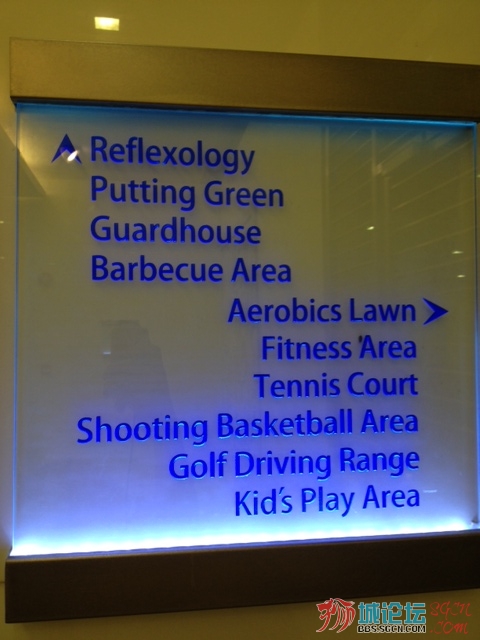 Reflexology
Putting Green
Guardhouse
Barbecue Area
Aerobics Lawn
Fitness Area
Tennis Court
Shooting Basketball Area
Golf Driving Range
Kid's Play Area
狮城论坛
BBS.SGCN.COM